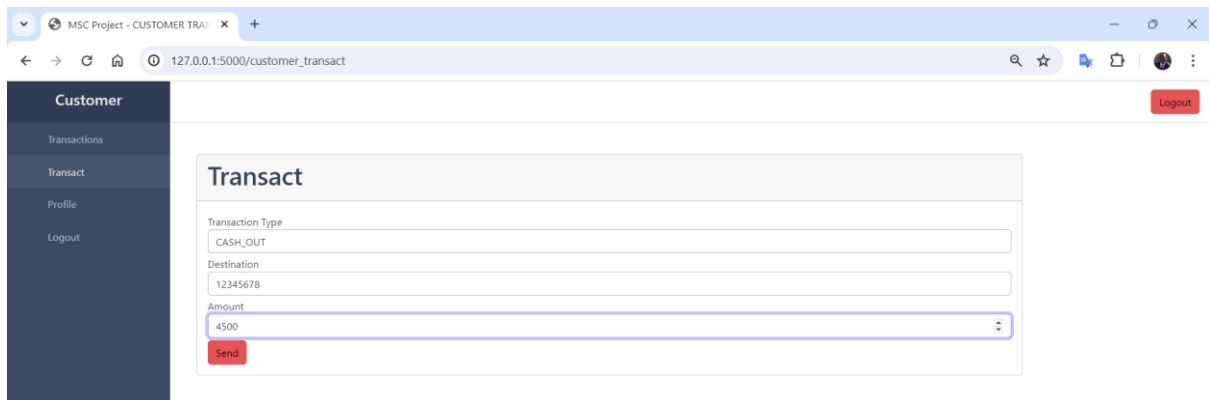 MSC Project - CUSTOMER TRAN
127.0.0.1:5000/customer_transact
Customer
Logout
Transactions
Transact
Profile
Logout
Transact
Transaction Type
CASH_OUT
Destination
12345678
Amount
4500
Send